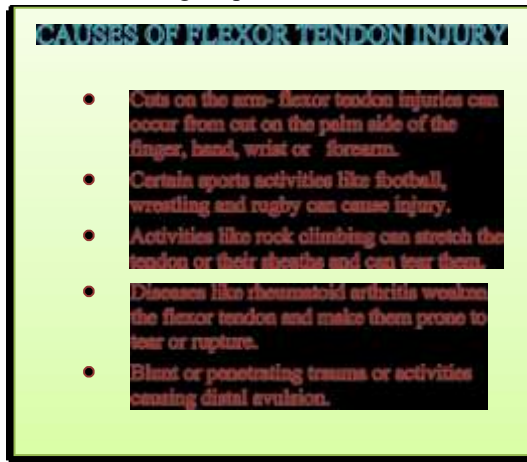 CAUSES OF FLEXOR TENDON INJURY
• Cuts on the arm- flexor tendon injuries can
occur from cut on the palm side of the
finger, hand, wrist or forearm.
• Certain sports activities like football,
wrestling and rugby can cause injury.
• Activities like rock climbing can stretch the
tendon or their sheaths and can tear them.
• Diseases like rheumatoid arthritis weaken
the flexor tendon and make them prone to
tear or rupture.
• Blunt or penetrating trauma or activities
causing distal avulsion.